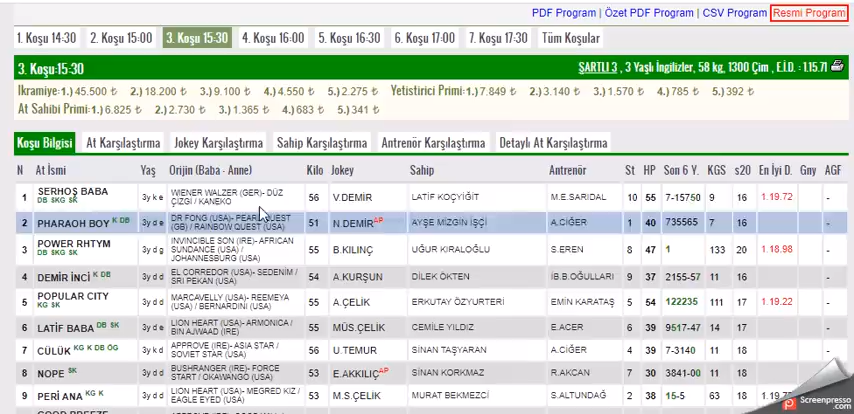 PDF Program | Özet PDF Program | CSV Program | Resmi Program
1. Koşu 14:30 2. Koşu 15:00 3. Koşu 15:30 4. Koşu 16:00 5. Koşu 16:30 6. Koşu 17:00 7. Koşu 17:30 Tüm Koşular
3. Koşu:15:30 ŞARTLI 3 , 3 Yaşlı İngilizler, 58 kg, 1300 Çim , E.İ.D. : 1.15.71
Ikramiye: 1.) 45.500 ₺ 2.) 18.200 ₺ 3.) 9.100 ₺ 4.) 4.550 ₺ 5.) 2.275 ₺ Yetistirici Primi: 1.) 7.849 ₺ 2.) 3.140 ₺ 3.) 1.570 ₺ 4.) 785 ₺ 5.) 392 ₺
At Sahibi Primi: 1.) 6.825 ₺ 2.) 2.730 ₺ 3.) 1.365 ₺ 4.) 683 ₺ 5.) 341 ₺
Koşu Bilgisi At Karşılaştırma Jokey Karşılaştırma Sahip Karşılaştırma Antrenör Karşılaştırma Detaylı At Karşılaştırma
N At İsmi Yaş Orijin (Baba - Anne) Kilo Jokey Sahip Antrenör St HP Son 6 Y. KGS s20 En İyi D. Gny AGF
1 SERHOŞ BABA DB SKG SK 3y k e WIENER WALZER (GER)- DÜZ ÇİZGİ / KANEKO 56 V.DEMİR LATİF KOÇYİĞİT M.E.SARIDAL 10 55 7-15750 9 16 1.19.72 -
2 PHARAOH BOY K DB 3y k e DR FONG (USA)- PEARL QUEST (GB) / RAINBOW QUEST (USA) 51 N.DEMİR AP AYŞE MİZGİN İŞÇİ A.CİĞER 1 40 735565 7 16 -
3 POWER RHTYM DB SKG SK 3y d g INVINCIBLE SON (IRE)- AFRICAN SUNDANCE (USA) / JOHANNESBURG (USA) 55 B.KILINÇ UĞUR KIRALOĞLU S.EREN 8 47 1 133 20 1.18.98 -
4 DEMİR İNCİ K DB 3y d d EL CORREDOR (USA)- SEDENİM / SRI PEKAN (USA) 54 A.KURŞUN DİLEK ÖKTEN İB.B.OĞULLARI 9 37 2155-57 11 16 -
5 POPULAR CITY KG SK 3y d d MARCAVELLY (USA)- REEMEYA (USA) / BERNARDINI (USA) 55 A.ÇELİK ERKUTAY ÖZYURTERİ EMİN KARATAŞ 5 54 122235 111 17 1.19.22 -
6 LATİF BABA DB SK 3y d e LION HEART (USA)- ARMONICA / BIN AJWAAD (IRE) 55 MÜS.ÇELİK CEMİLE YILDIZ E.ACER 6 39 9517-47 14 17 -
7 CÜLÜK KG K DB ÖG 3y k d APPROVE (IRE)- ASIA STAR / SOVIET STAR (USA) 56 U.TEMUR SİNAN TAŞYARAN A.CİĞER 4 39 7-3140 11 18 -
8 NOPE SK 3y d d BUSHRANGER (IRE)- FORCE START / OKAWANGO (USA) 53 E.AKKILIÇ AP SİNAN KORKMAZ R.AKCAN 7 30 3841-00 11 18 -
9 PERİ ANA KG K 3y d d LION HEART (USA)- MEGRED KIZ / EAGLE EYED (USA) 53 M.S.ÇELİK MURAT BEKMEZCİ S.ALTUNDAĞ 2 38 15-5 63 18
Screenpresso
.com